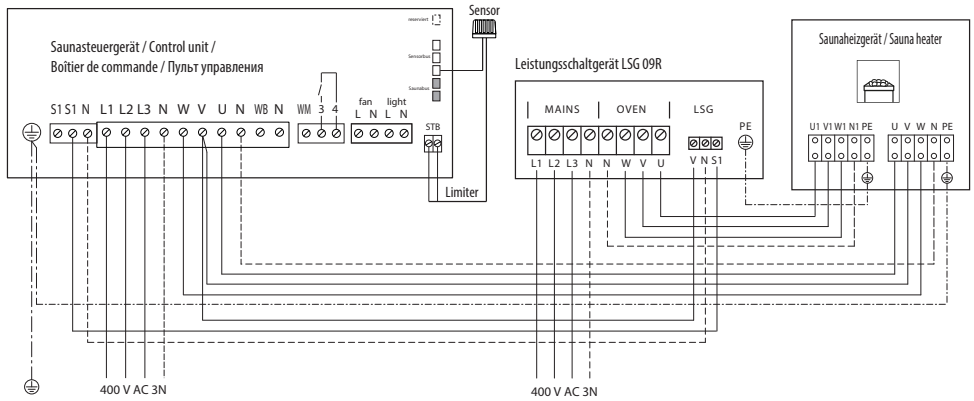 Saunasteuergerät / Control unit /
Boîtier de commande / Пульт управления
reserviert
Sensorbus
Saunabus
Sensor
S1 S1 N L1 L2 L3 N W V U N WB N
WM 3 4
fan light
L N L N
STB
Limiter
400 V AC 3N
Leistungsschaltgerät LSG 09R
MAINS OVEN LSG
PE
L1 L2 L3 N N W V U
V N S1
400 V AC 3N
Saunaheizgerät / Sauna heater
U1 V1 W1 N1 PE U V W N PE